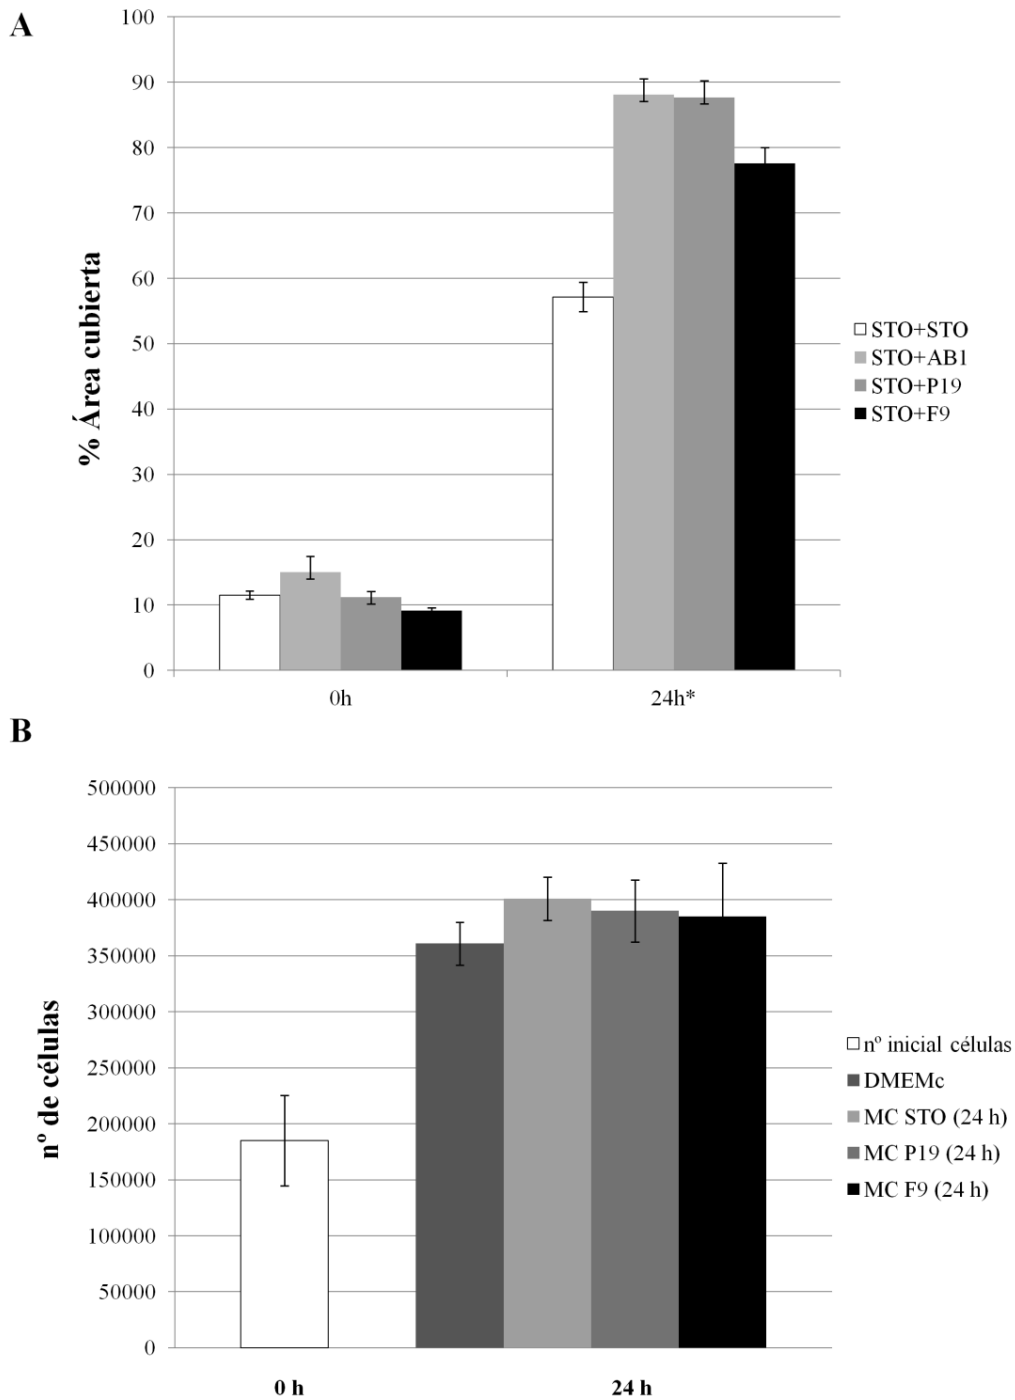 A
100
90
80
70
60
50
40
30
20
10
0
% Área cubierta
0h
24h*
STO+STO
STO+AB1
STO+P19
STO+F9
B
500000
450000
400000
350000
300000
250000
200000
150000
100000
50000
0
nº de células
0 h
24 h
nº inicial células
DMEMc
MC STO (24 h)
MC P19 (24 h)
MC F9 (24 h)